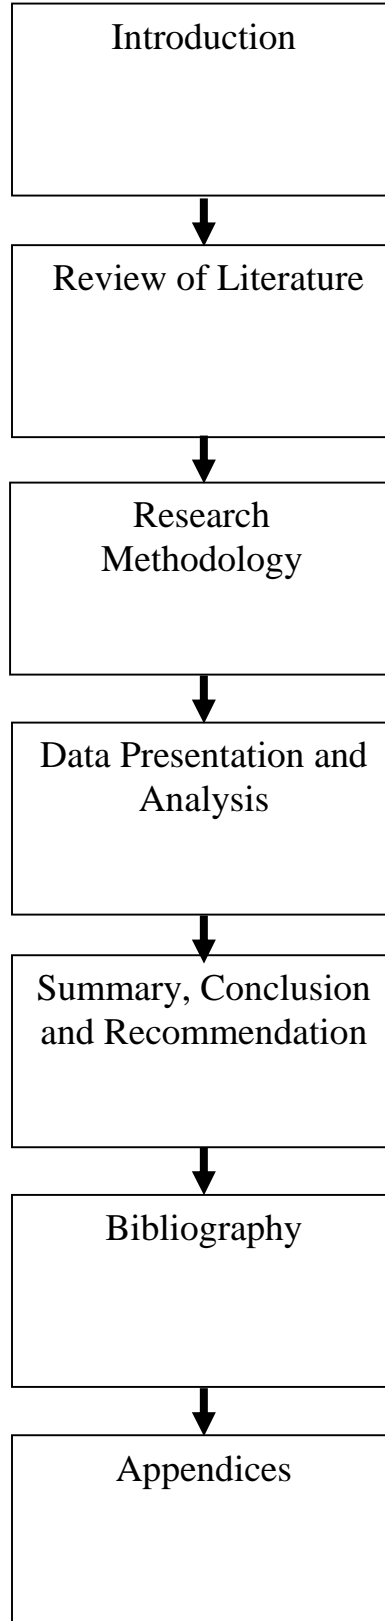 Introduction
Review of Literature
Research
Methodology
Data Presentation and
Analysis
Summary, Conclusion
and Recommendation
Bibliography
Appendices